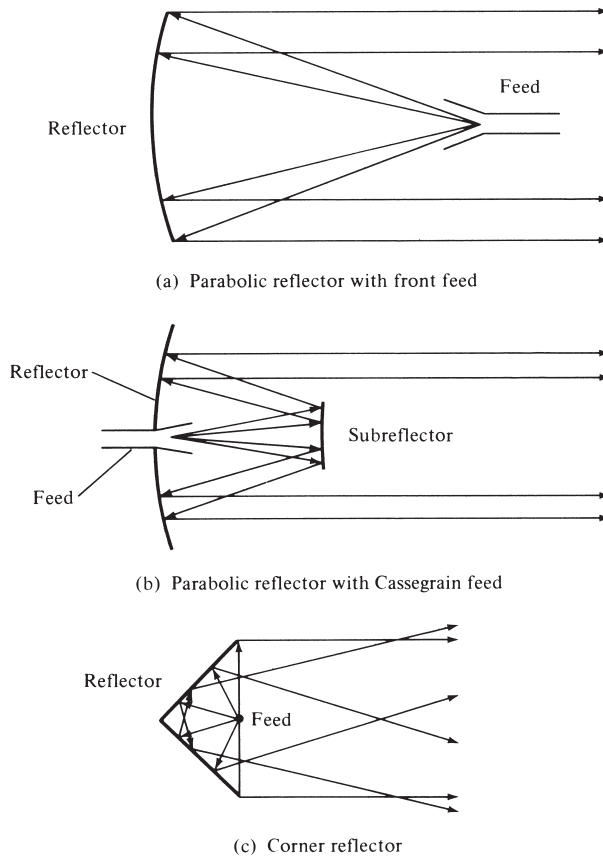 Feed
Reflector
(a) Parabolic reflector with front feed
Reflector
Subreflector
Feed
(b) Parabolic reflector with Cassegrain feed
Reflector
Feed
(c) Corner reflector